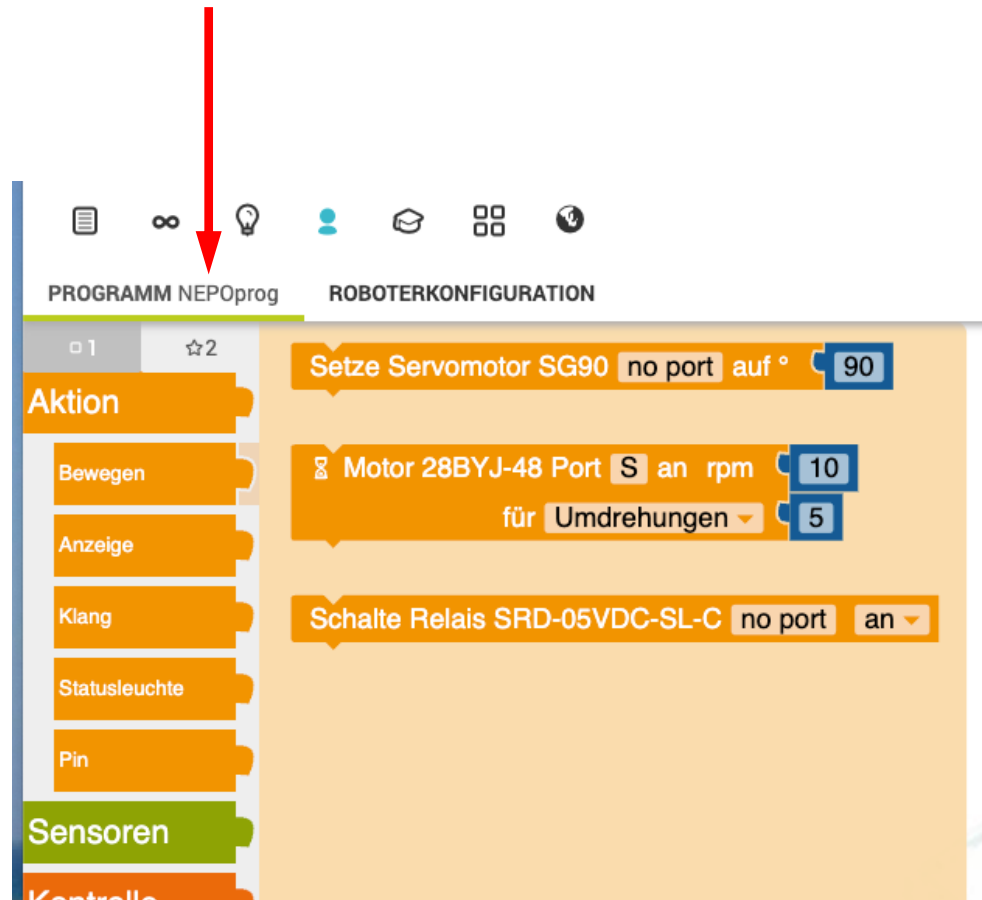 PROGRAMM NEPOprog ROBOTERKONFIGURATION
1 2
Aktion
Bewegen
Anzeige
Klang
Statusleuchte
Pin
Sensoren
Kontrolle
Setze Servomotor SG90 no port auf ° 90
Motor 28BYJ-48 Port S an rpm 10
für Umdrehungen 5
Schalte Relais SRD-05VDC-SL-C no port an